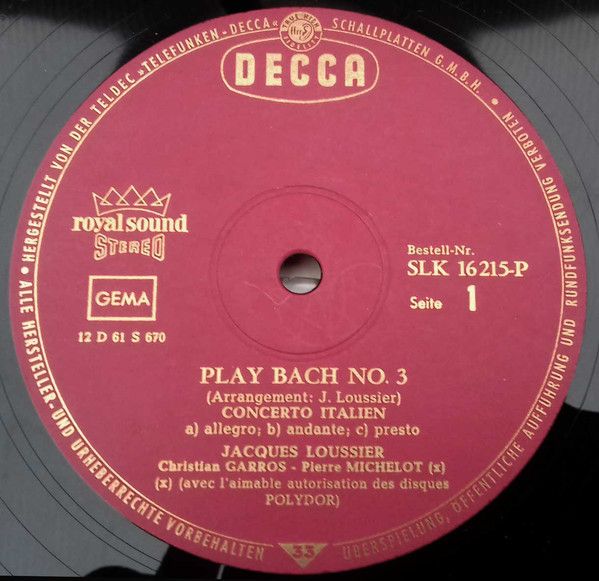 HERGESTELLT VON DER TELDEC »TELEFUNKEN-DECCA« SCHALLPLATTEN G.M.B.H. •
DECCA
royal sound
STEREO
GEMA
12 D 61 S 670
Bestell-Nr.
SLK 16 215-P
Seite 1
PLAY BACH NO. 3
(Arrangement: J. Loussier)
CONCERTO ITALIEN
a) allegro; b) andante; c) presto
JACQUES LOUSSIER
Christian GARROS - Pierre MICHELOT (x)
(x) (avec l'aimable autorisation des disques
POLYDOR)
• ALLE HERSTELLER- UND URHEBERRECHTE VORBEHALTEN
33
ÜBERSPIELUNG, ÖFFENTLICHE AUFFÜHRUNG UND RUNDFUNKSENDUNG VERBOTEN